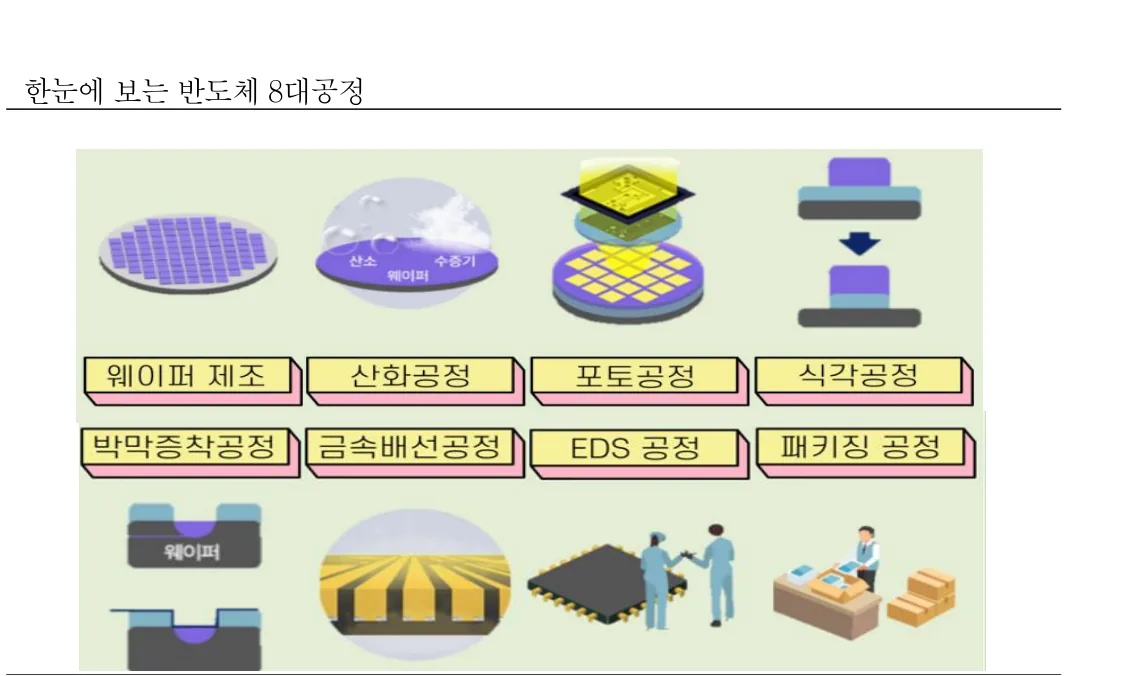 한눈에 보는 반도체 8대공정
산소 수증기
웨이퍼
웨이퍼 제조 산화공정 포토공정 식각공정
박막증착공정 금속배선공정 EDS 공정 패키징 공정
웨이퍼